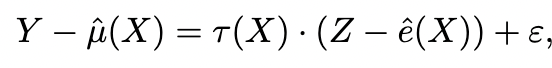 Y − μ̂(X) = τ(X) · (Z − ê(X)) + ε,